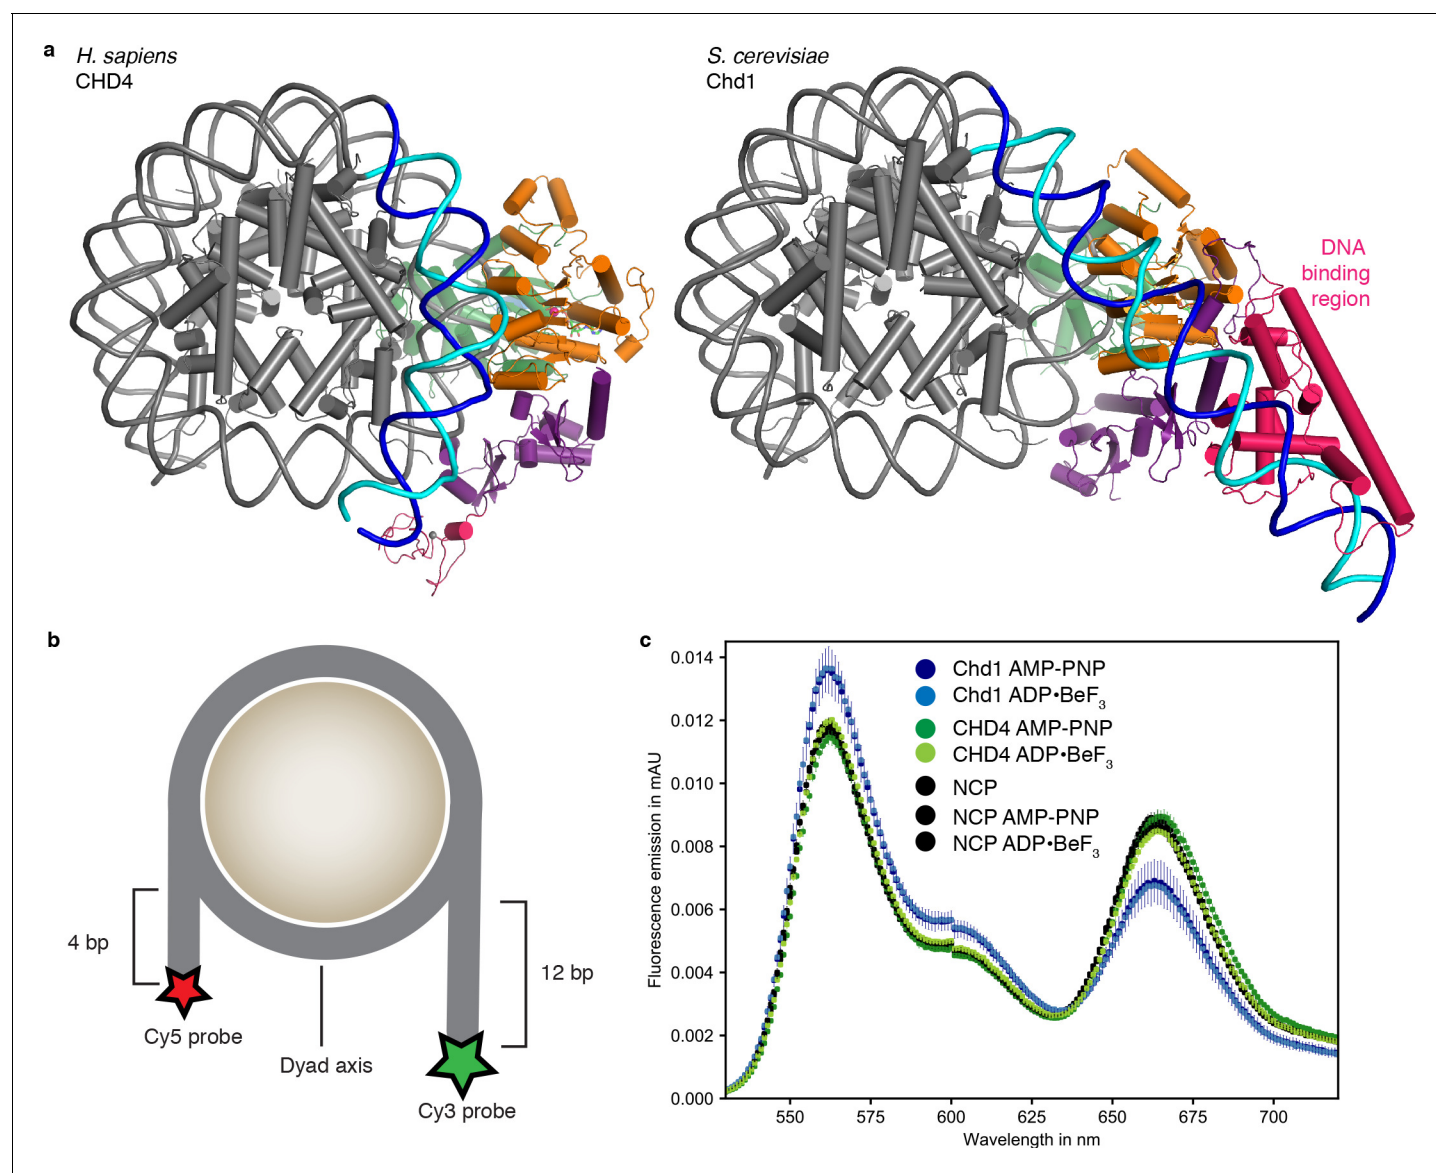 a
H. sapiens
CHD4
S. cerevisiae
Chd1
DNA
binding
region
b
4 bp
12 bp
Cy5 probe
Dyad axis
Cy3 probe
c
Fluorescence emission in mAU
0.014
0.012
0.010
0.008
0.006
0.004
0.002
0.000
Chd1 AMP-PNP
Chd1 ADP•BeF3
CHD4 AMP-PNP
CHD4 ADP•BeF3
NCP
NCP AMP-PNP
NCP ADP•BeF3
550 575 600 625 650 675 700
Wavelength in nm